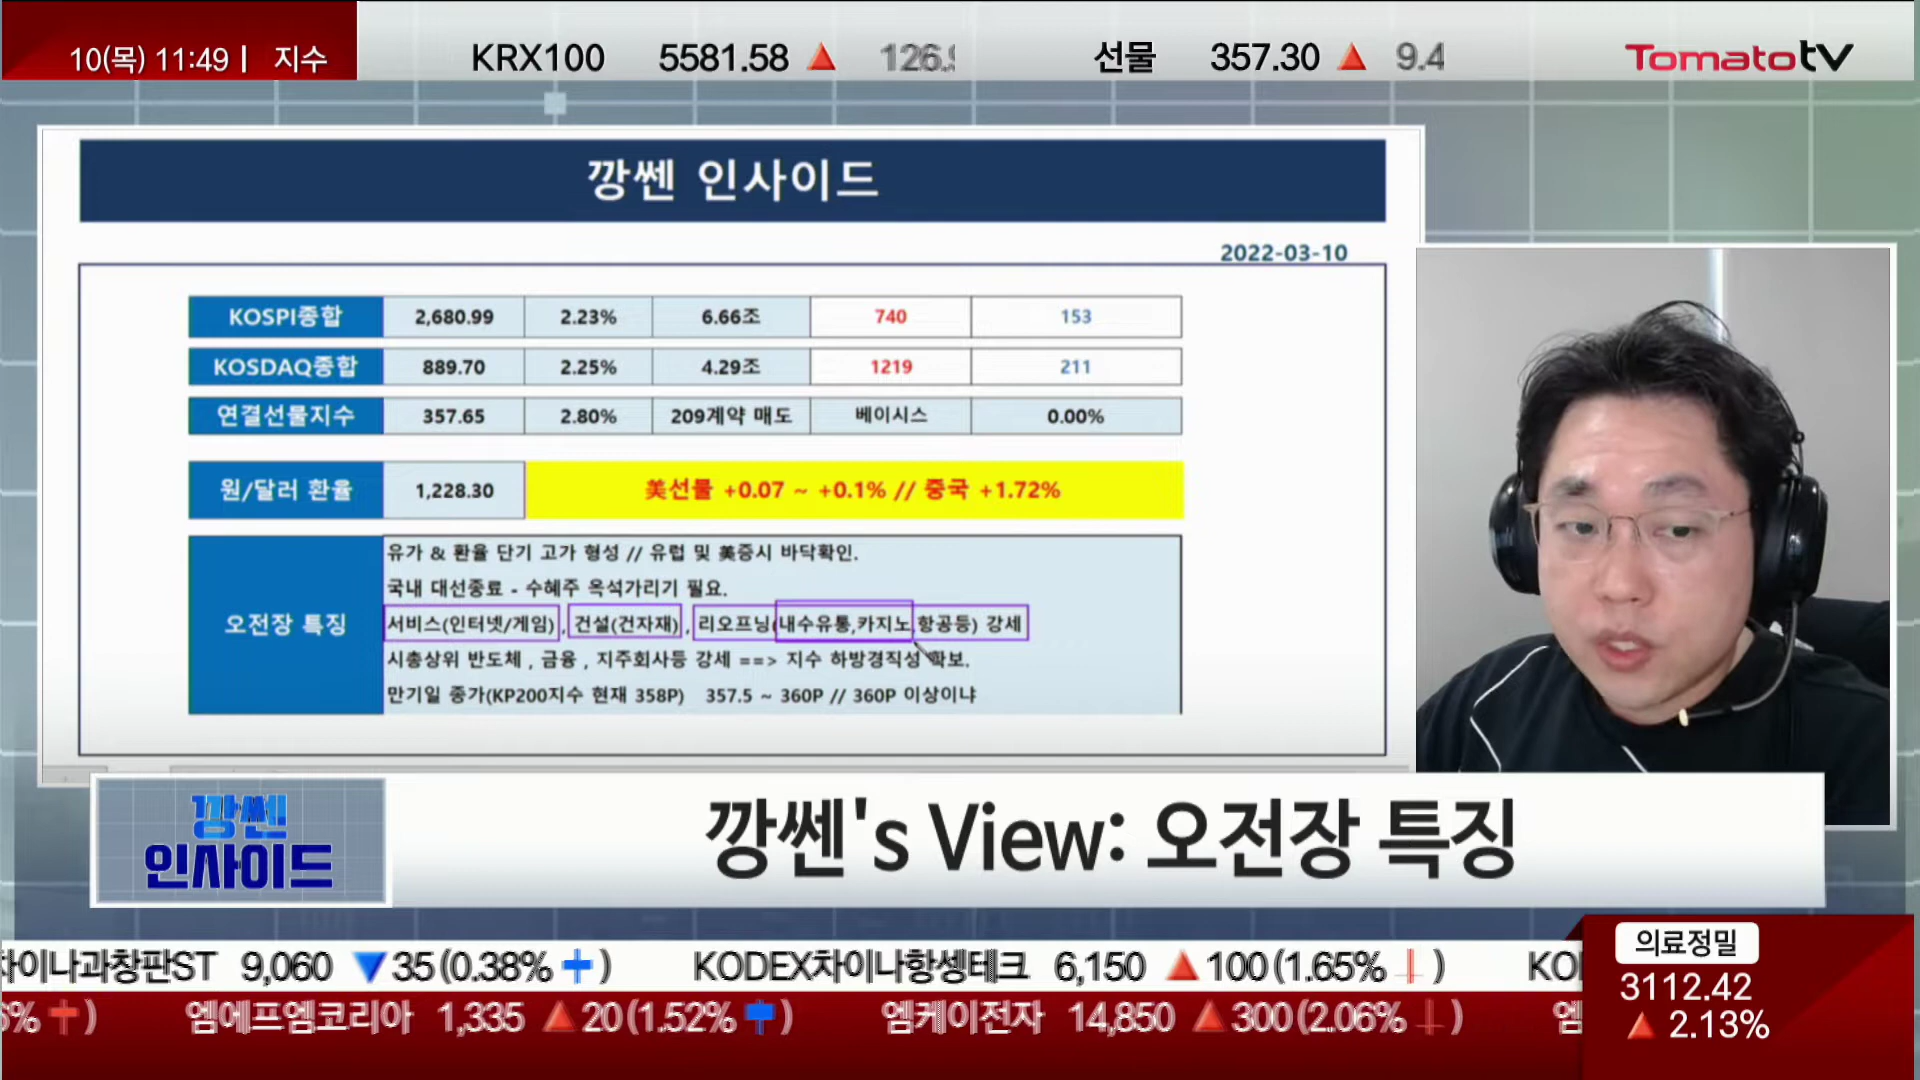 10(목) 11:49 | 지수 KRX100 5581.58 ▲ 126. 선물 357.30 ▲ 9.4 Tomatotv
깡쎈 인사이드
2022-03-10
KOSPI종합 2,680.99 2.23% 6.66조 740 153
KOSDAQ종합 889.70 2.25% 4.29조 1219 211
연결선물지수 357.65 2.80% 209계약 매도 베이시스 0.00%
원/달러 환율 1,228.30 美선물 +0.07 ~ +0.1% // 중국 +1.72%
오전장 특징
유가 & 환율 단기 고가 형성 // 유럽 및 美증시 바닥확인.
국내 대선종료 - 수혜주 옥석가리기 필요.
서비스(인터넷/게임), 건설(건자재), 리오프닝(내수유통,카지노,항공등) 강세
시총상위 반도체 , 금융 , 지주회사등 강세 ==> 지수 하방경직성 확보.
만기일 종가(KP200지수 현재 358P) 357.5 ~ 360P // 360P 이상이냐
깡쎈 인사이드
깡쎈's View: 오전장 특징
차이나과창판ST 9,060 ▼35(0.38%) KODEX차이나항셍테크 6,150 ▲100(1.65%) KO
6% ) 엠에프엠코리아 1,335 ▲20(1.52%) 엠케이전자 14,850 ▲300(2.06%) 엠
의료정밀
3112.42
▲ 2.13%